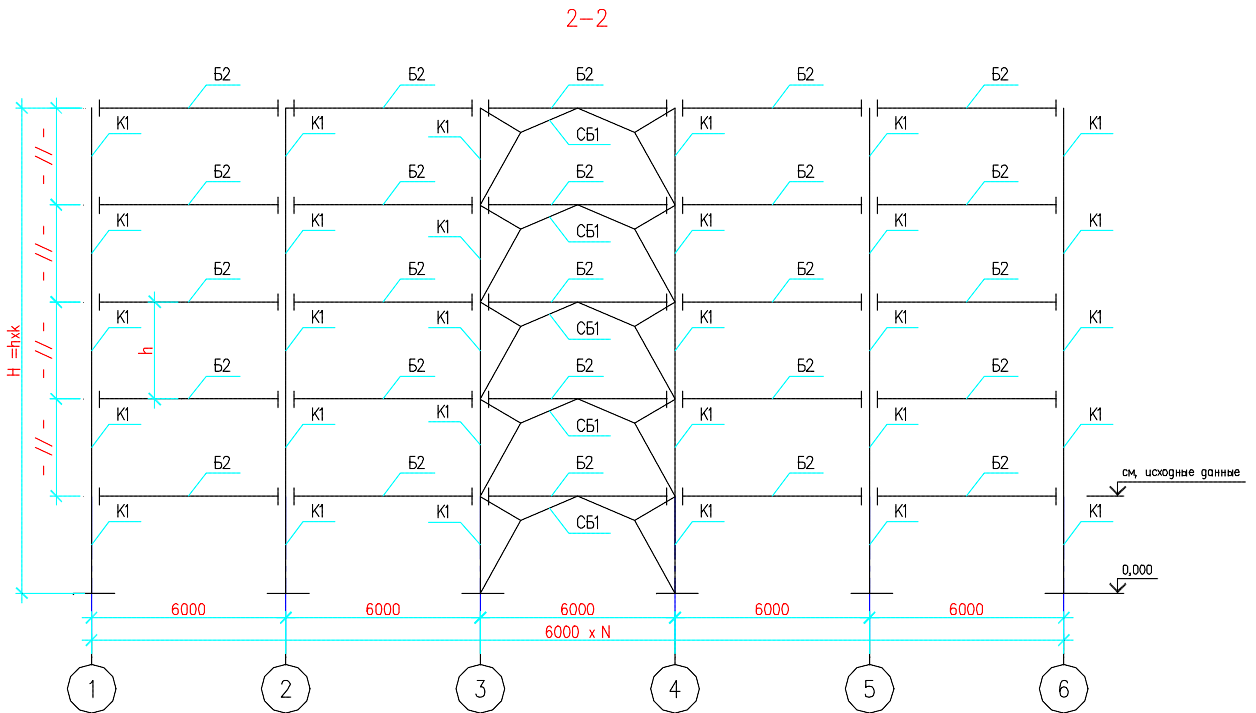 2-2
Б2 Б2 Б2 Б2 Б2
К1 К1 К1 СБ1 К1 К1 К1
- // -
Б2 Б2 Б2 Б2 Б2
К1 К1 К1 СБ1 К1 К1 К1
- // -
Б2 Б2 Б2 Б2 Б2
К1 К1 К1 СБ1 К1 К1 К1
- // -
h
H =hxk
Б2 Б2 Б2 Б2 Б2
К1 К1 К1 СБ1 К1 К1 К1
- // -
Б2 Б2 Б2 Б2 Б2
см, исходные данные
К1 К1 К1 СБ1 К1 К1 К1
0,000
6000 6000 6000 6000 6000
6000 x N
1 2 3 4 5 6